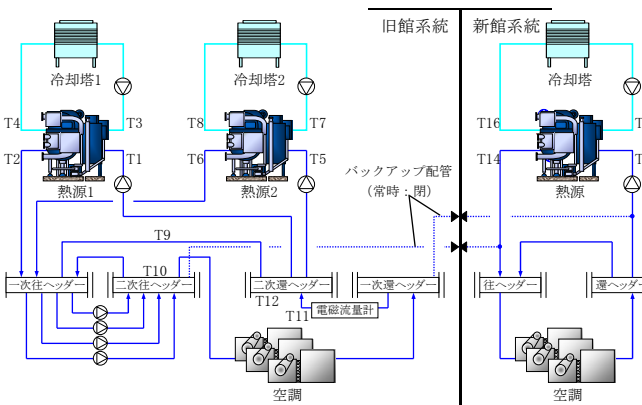 旧館系統 新館系統
冷却塔1 冷却塔2 冷却塔
T4 T3 T8 T7 T16
T2 T1 T6 T5 T14
熱源1 熱源2 熱源
バックアップ配管
(常時:閉)
T9
T10
一次往ヘッダー 二次往ヘッダー 二次還ヘッダー 一次還ヘッダー 往ヘッダー 還ヘッダ
T12
T11 電磁流量計
空調 空調